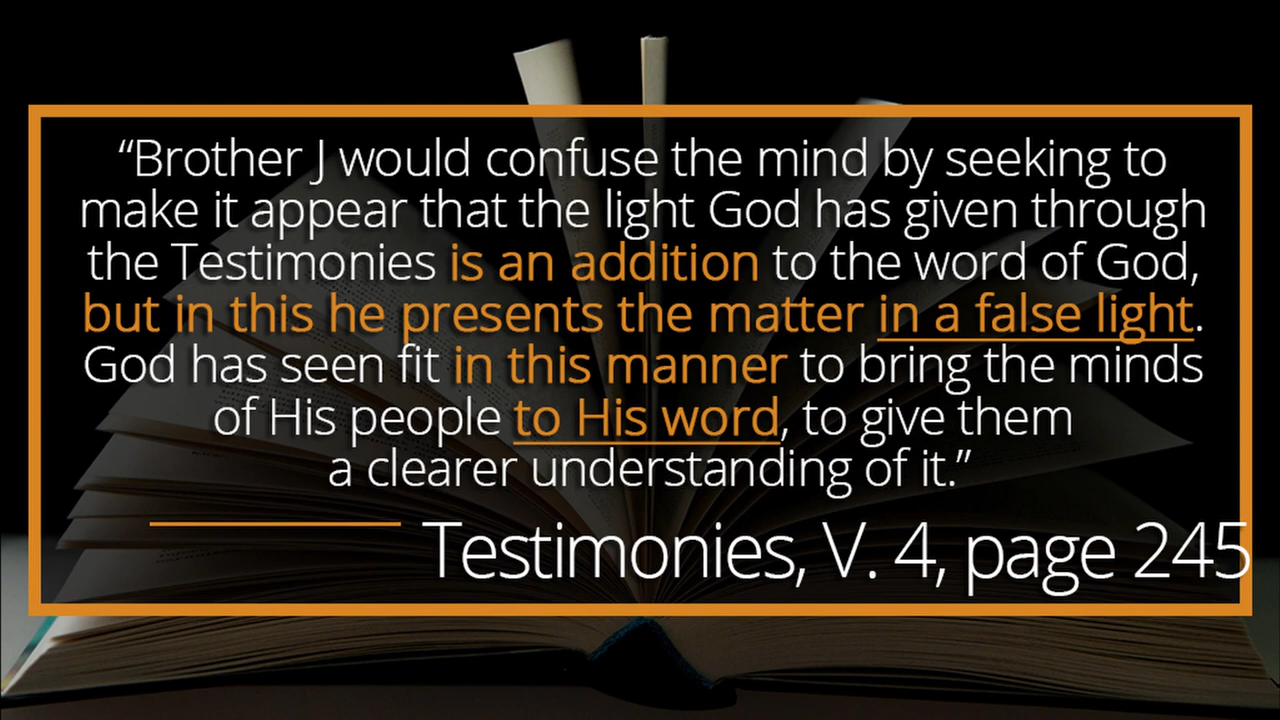 “Brother J would confuse the mind by seeking to
make it appear that the light God has given through
the Testimonies is an addition to the word of God,
but in this he presents the matter in a false light.
God has seen fit in this manner to bring the minds
of His people to His word, to give them
a clearer understanding of it.”
Testimonies, V. 4, page 245